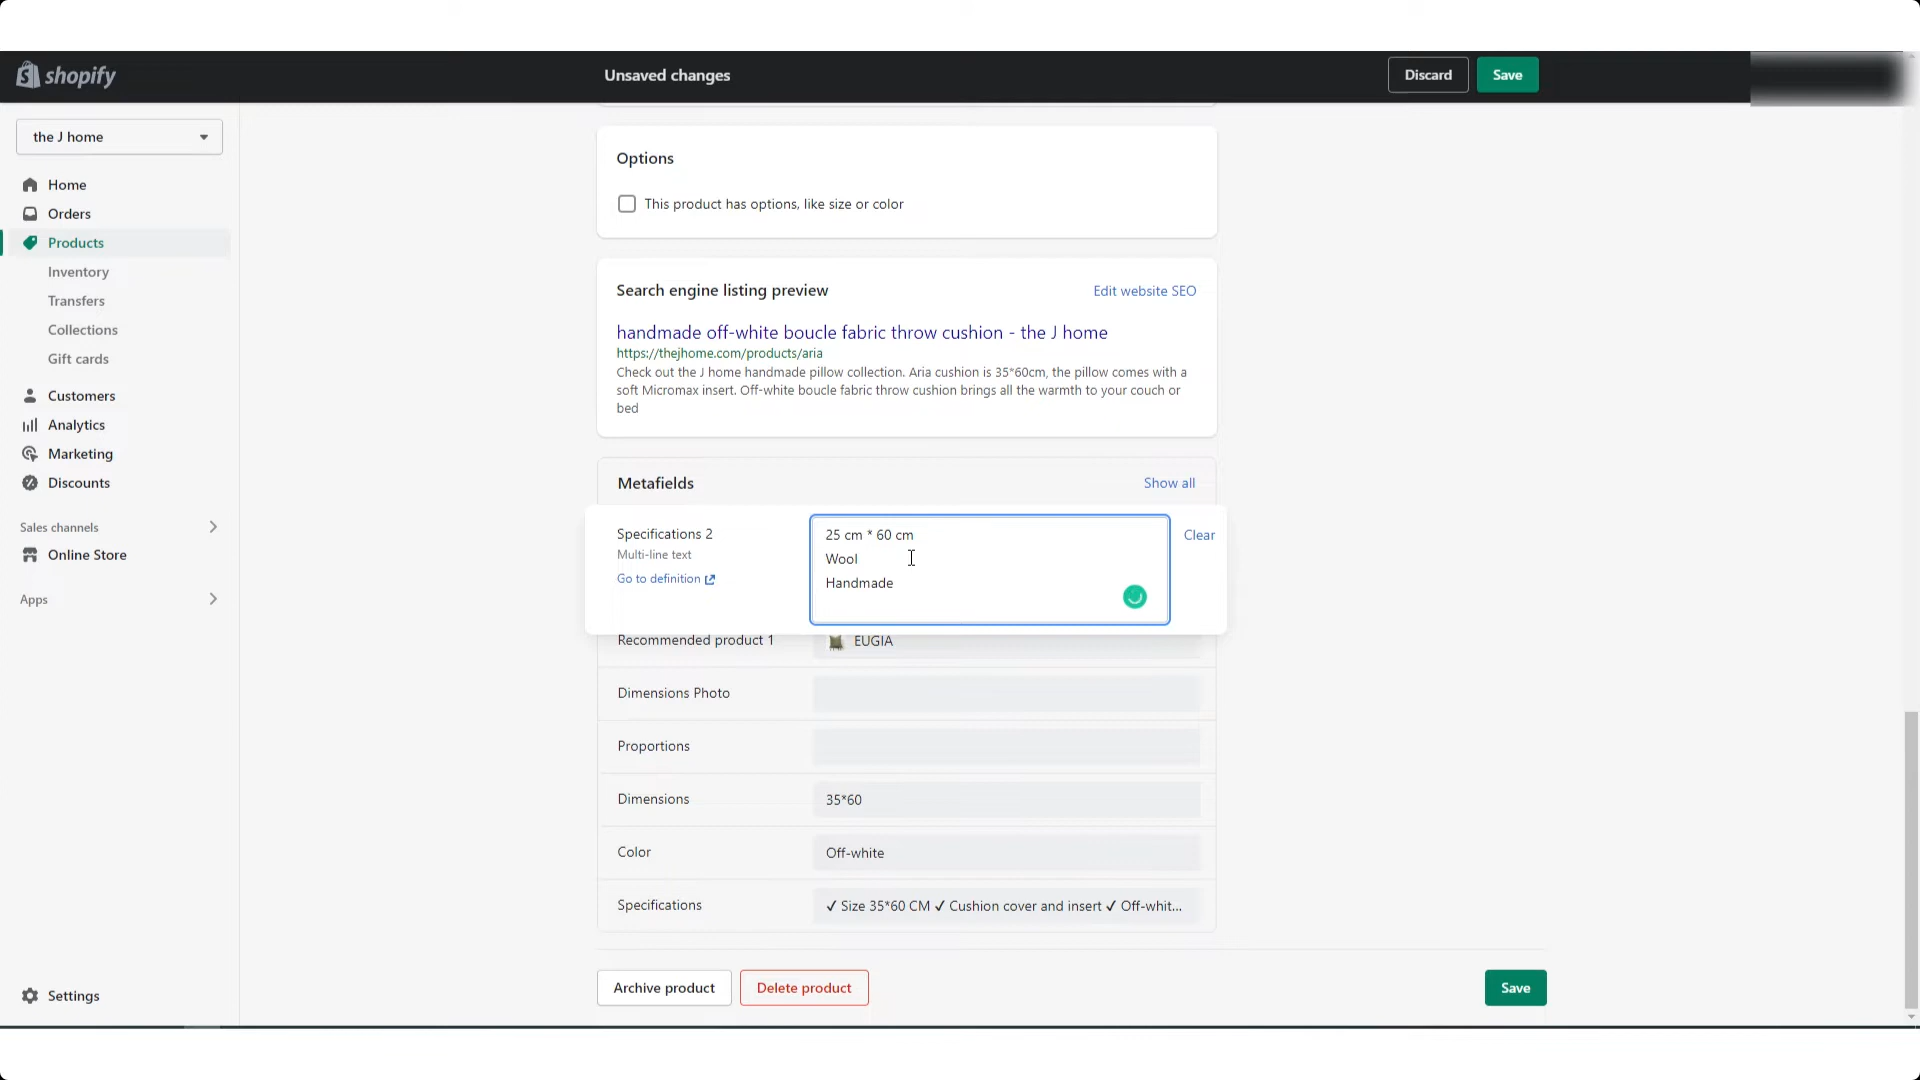 shopify
Unsaved changes
Discard
Save
the J home
Home
Orders
Products
Inventory
Transfers
Collections
Gift cards
Customers
Analytics
Marketing
Discounts
Sales channels
Online Store
Apps
Settings
Options
This product has options, like size or color
Search engine listing preview
Edit website SEO
handmade off-white boucle fabric throw cushion - the J home
https://thejhome.com/products/aria
Check out the J home handmade pillow collection. Aria cushion is 35*60cm, the pillow comes with a
soft Micromax insert. Off-white boucle fabric throw cushion brings all the warmth to your couch or
bed
Metafields
Show all
Specifications 2
Multi-line text
Go to definition
25 cm * 60 cm
Wool
Handmade
Clear
Recommended product 1
EUGIA
Dimensions Photo
Proportions
Dimensions
35*60
Color
Off-white
Specifications
✓ Size 35*60 CM ✓ Cushion cover and insert ✓ Off-whit...
Archive product
Delete product
Save